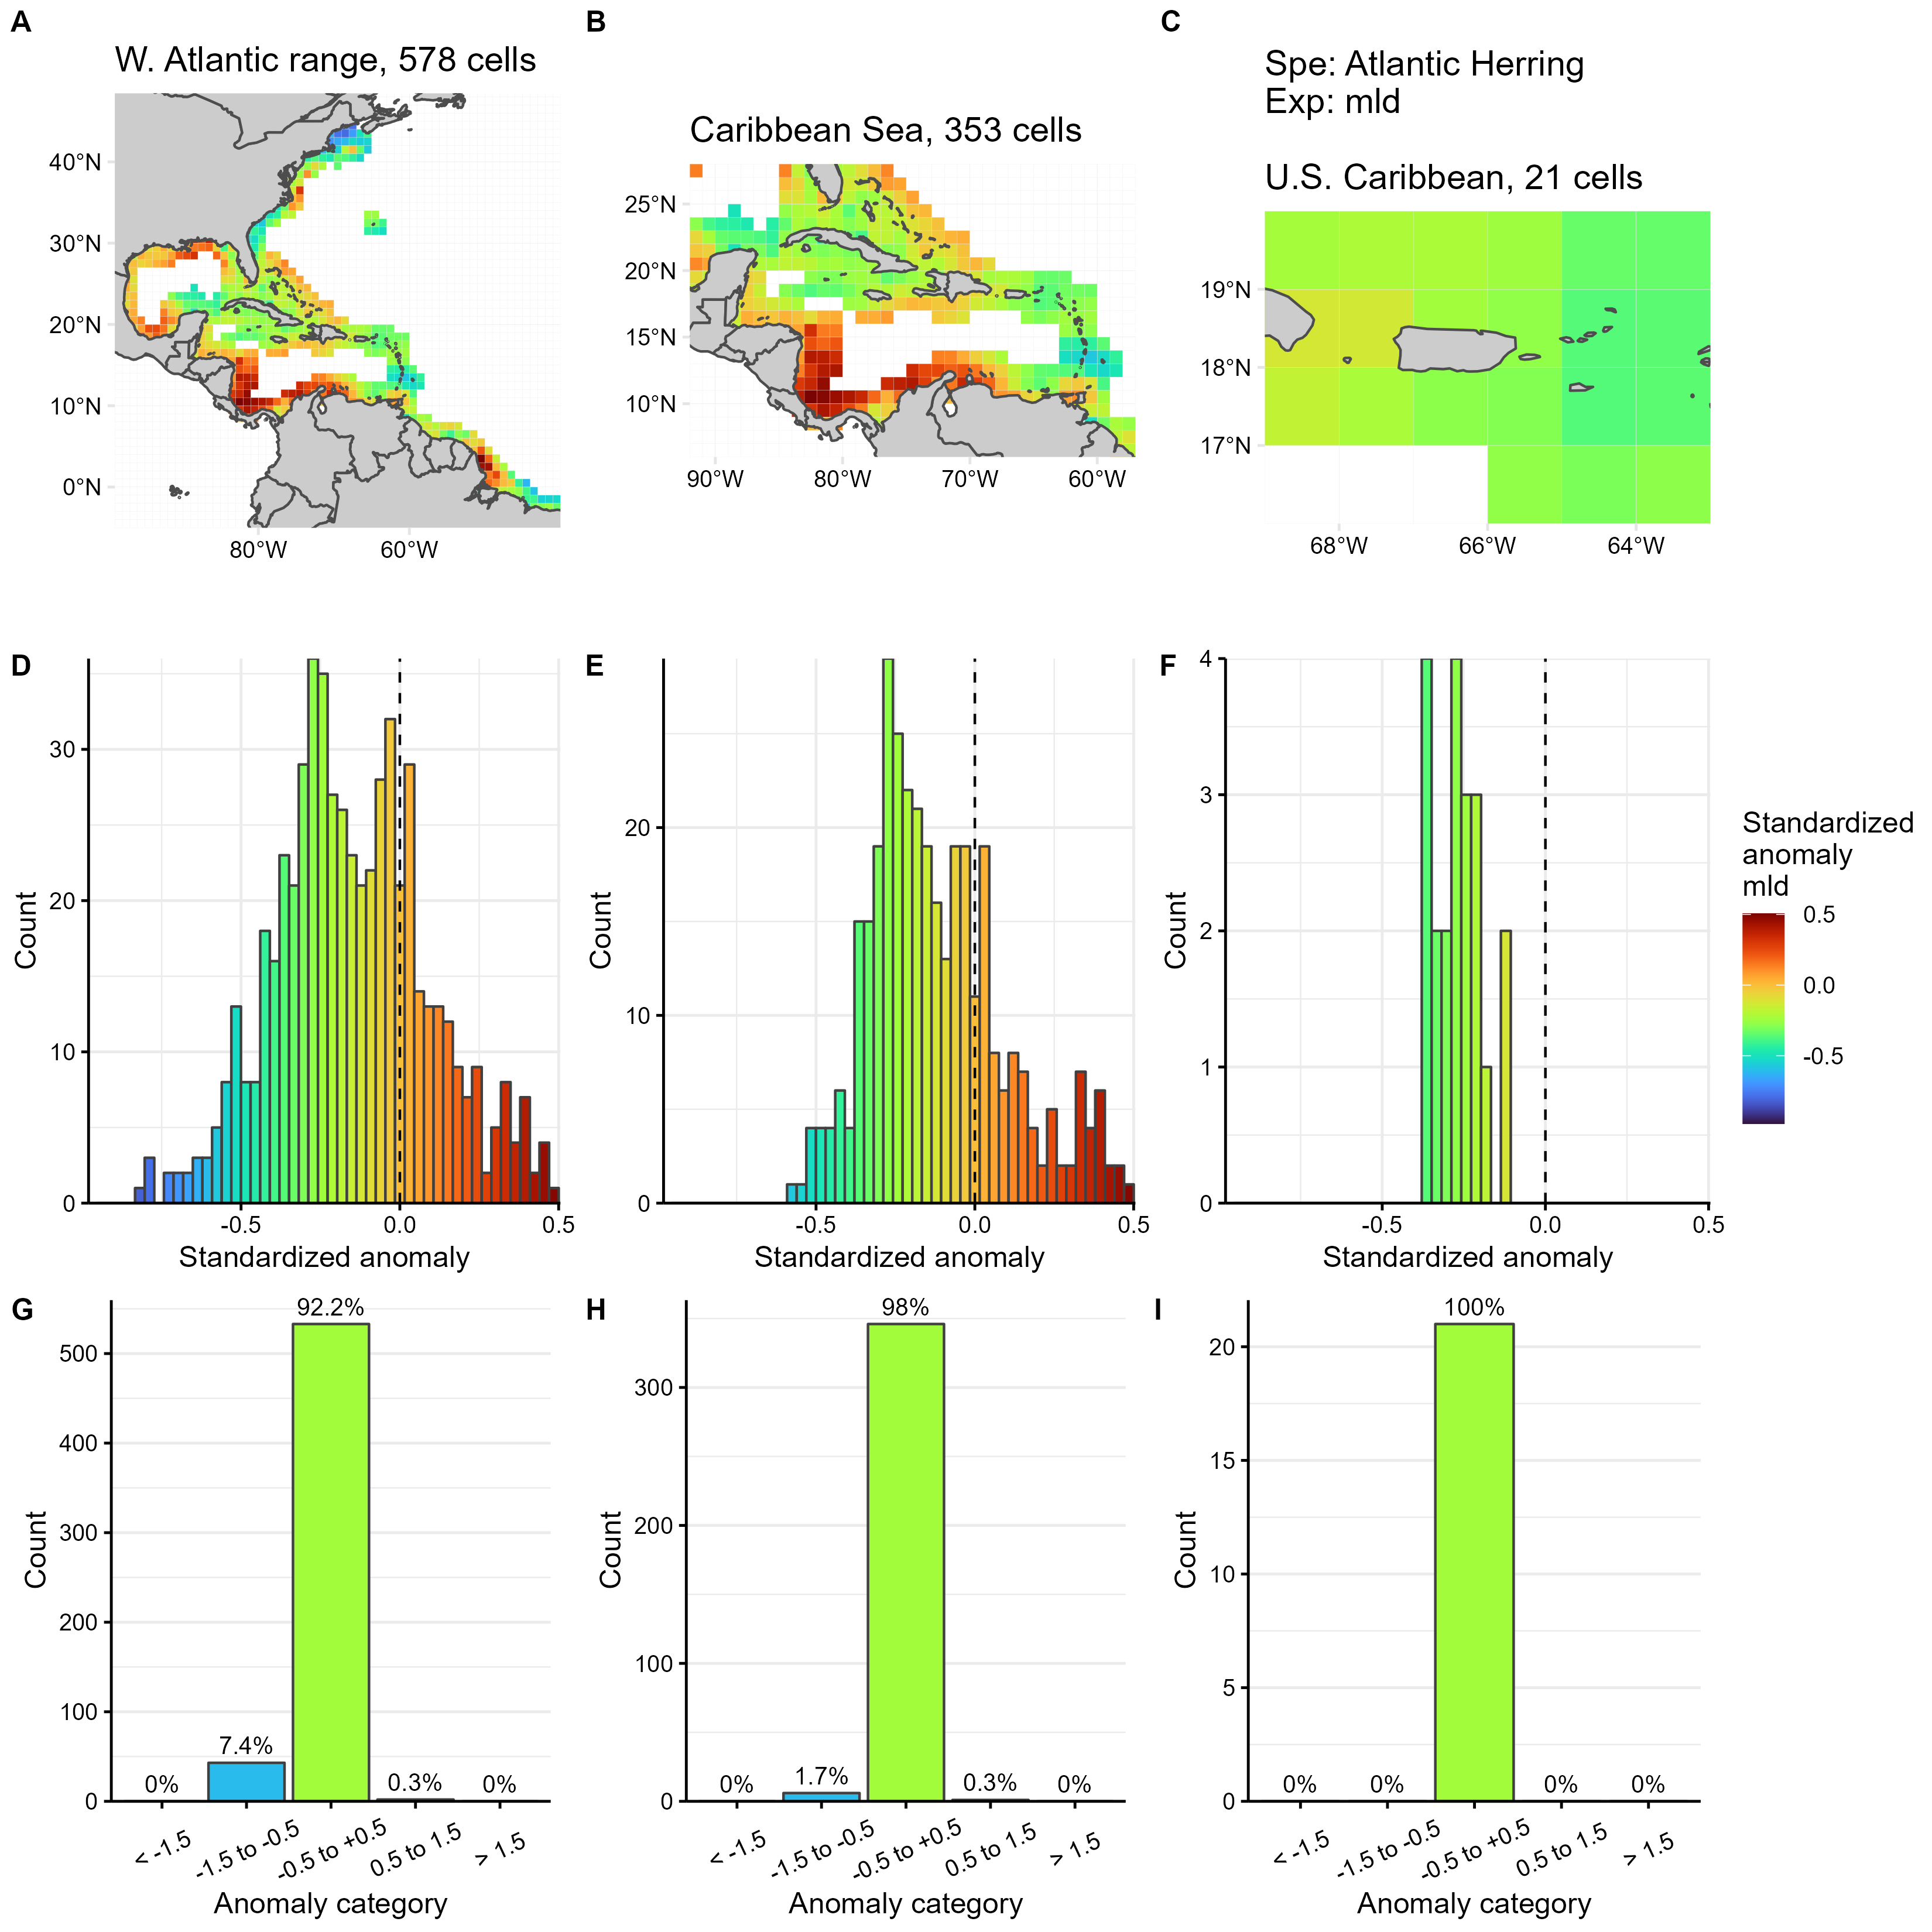 A
B
C
W. Atlantic range, 578 cells
Caribbean Sea, 353 cells
Spe: Atlantic Herring
Exp: mld
U.S. Caribbean, 21 cells
40°N
30°N
20°N
10°N
0°N
80°W
60°W
25°N
20°N
15°N
10°N
90°W
80°W
70°W
60°W
19°N
18°N
17°N
68°W
66°W
64°W
D
30
20
10
0
Count
-0.5
0.0
0.5
Standardized anomaly
E
20
10
0
Count
-0.5
0.0
0.5
Standardized anomaly
F
4
3
2
1
0
Count
-0.5
0.0
0.5
Standardized anomaly
Standardized
anomaly
mld
0.5
0.0
-0.5
G
500
400
300
200
100
0
Count
0%
7.4%
92.2%
0.3%
0%
< -1.5
-1.5 to -0.5
-0.5 to +0.5
0.5 to 1.5
> 1.5
Anomaly category
H
300
200
100
0
Count
0%
1.7%
98%
0.3%
0%
< -1.5
-1.5 to -0.5
-0.5 to +0.5
0.5 to 1.5
> 1.5
Anomaly category
I
20
15
10
5
0
Count
0%
0%
100%
0%
0%
< -1.5
-1.5 to -0.5
-0.5 to +0.5
0.5 to 1.5
> 1.5
Anomaly category